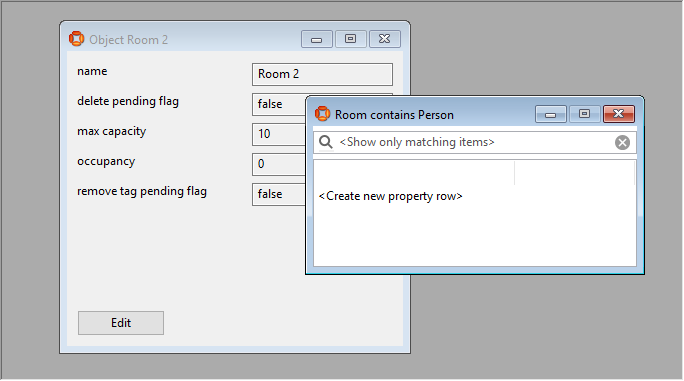 Object Room 2
name Room 2
delete pending flag false
max capacity 10
occupancy 0
remove tag pending flag false
Edit
Room contains Person
<Show only matching items>
<Create new property row>